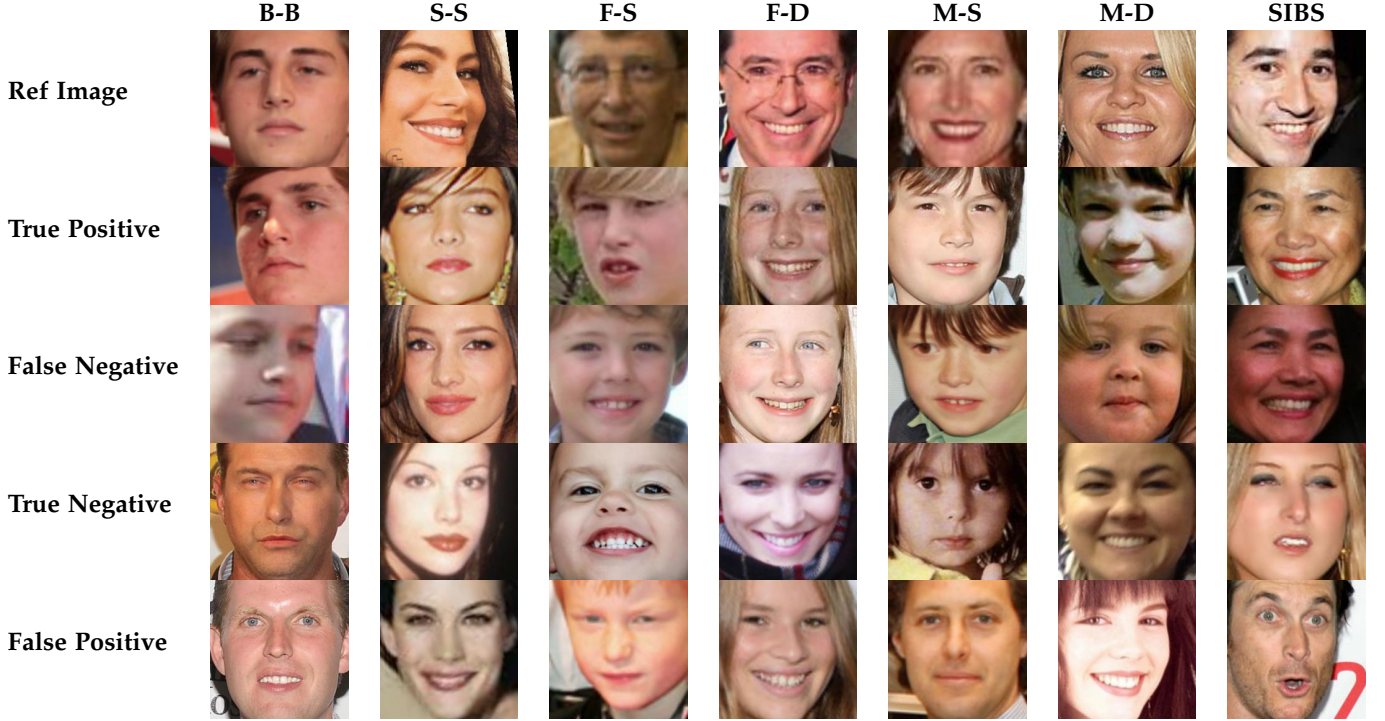 B-B S-S F-S F-D M-S M-D SIBS
Ref Image
True Positive
False Negative
True Negative
False Positive